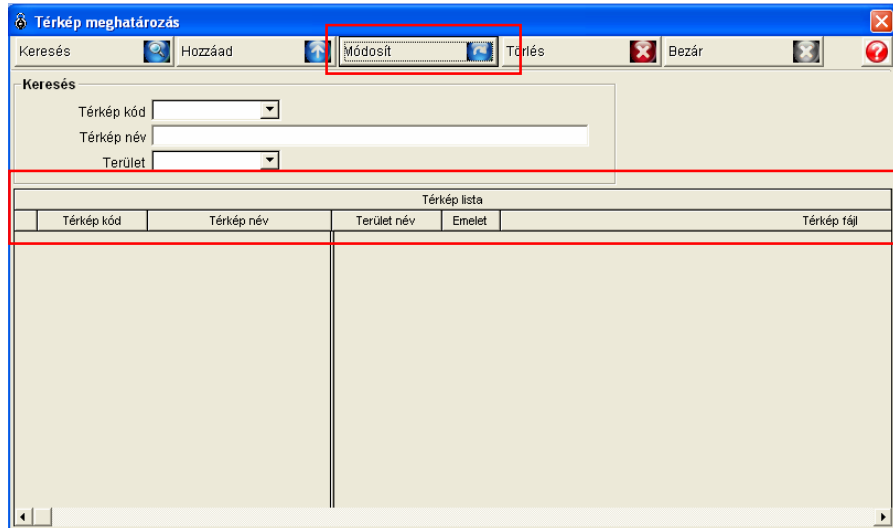 Térkép meghatározás
Keresés Hozzáad Módosít Törlés Bezár
Keresés
Térkép kód
Térkép név
Terület
Térkép lista
Térkép kód Térkép név Terület név Emelet Térkép fájl